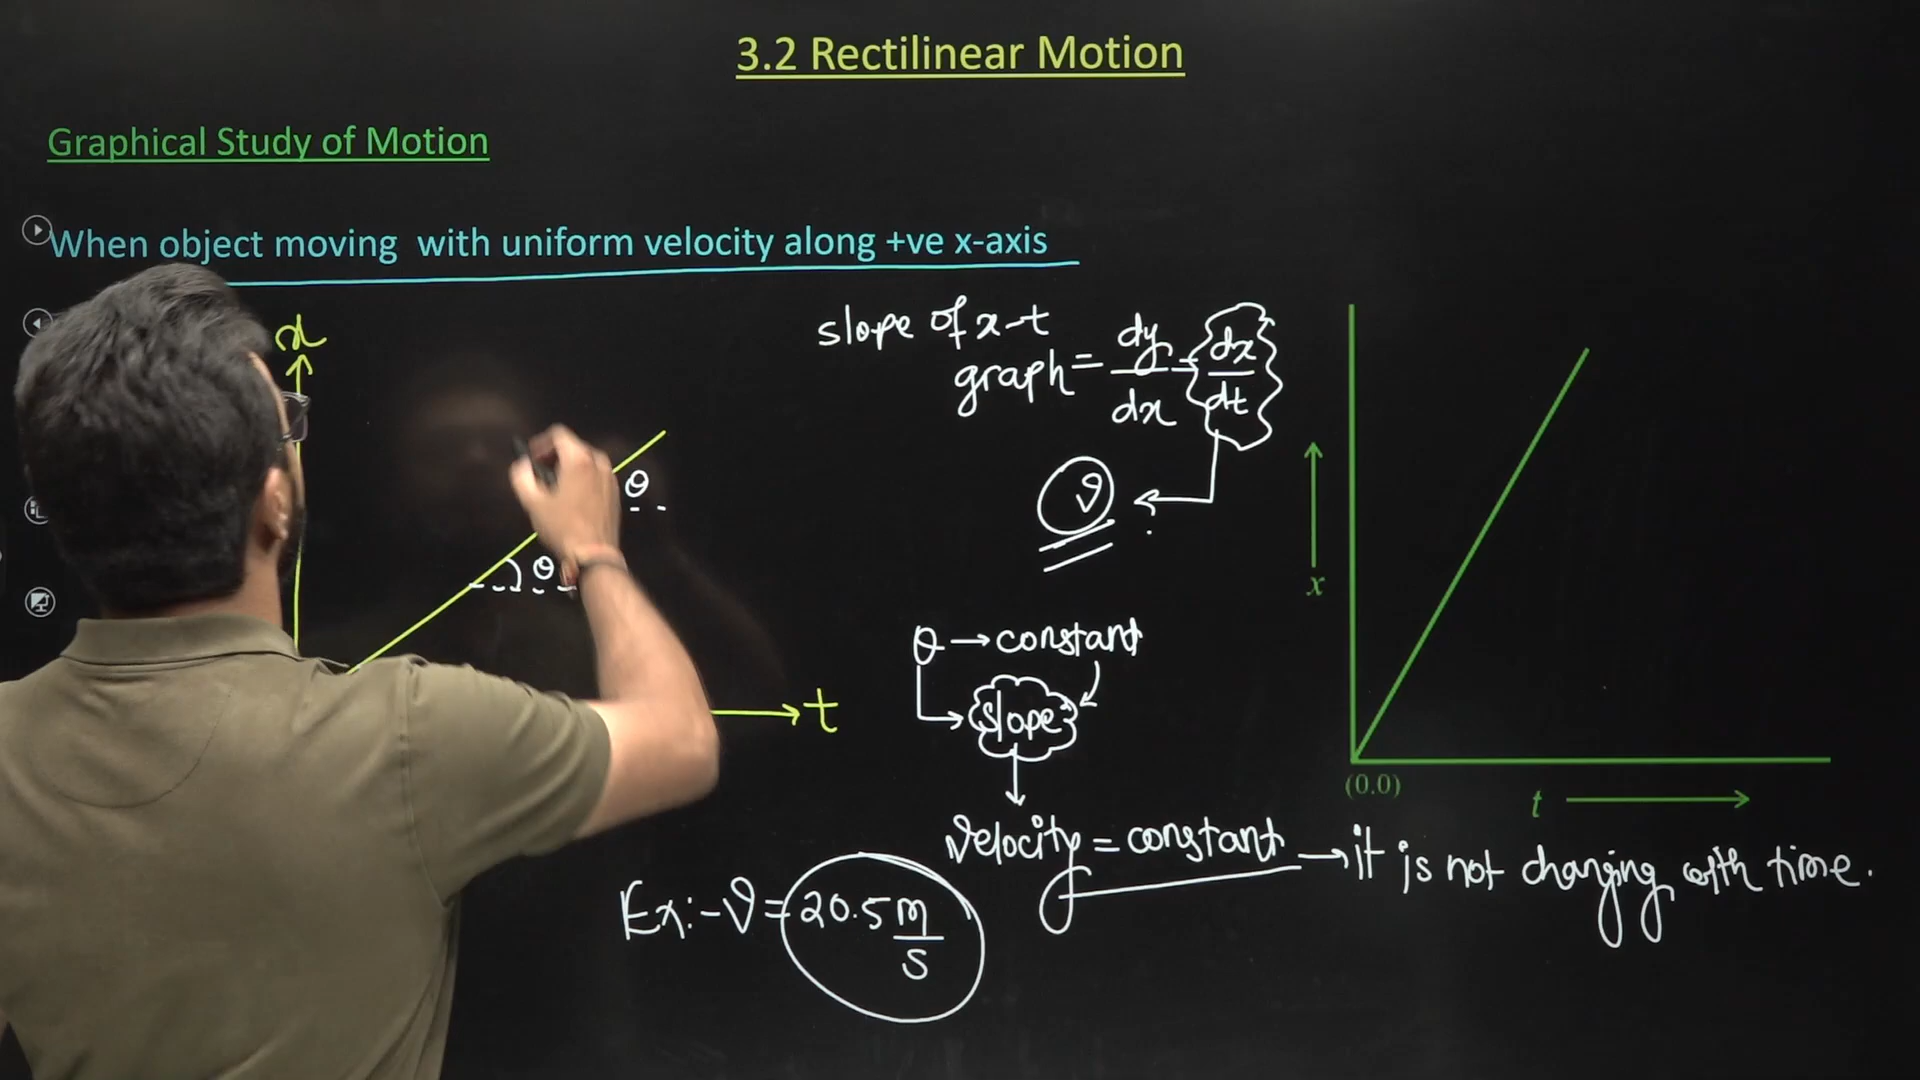 3.2 Rectilinear Motion
Graphical Study of Motion
When object moving with uniform velocity along +ve x-axis
x
θ
θ
t
slope of x-t
graph = dy/dx = dx/dt
v
?
θ → constant
slope
velocity = constant → it is not changing with time.
Ex:- v = 20.5 m/s
x
(0.0)
t